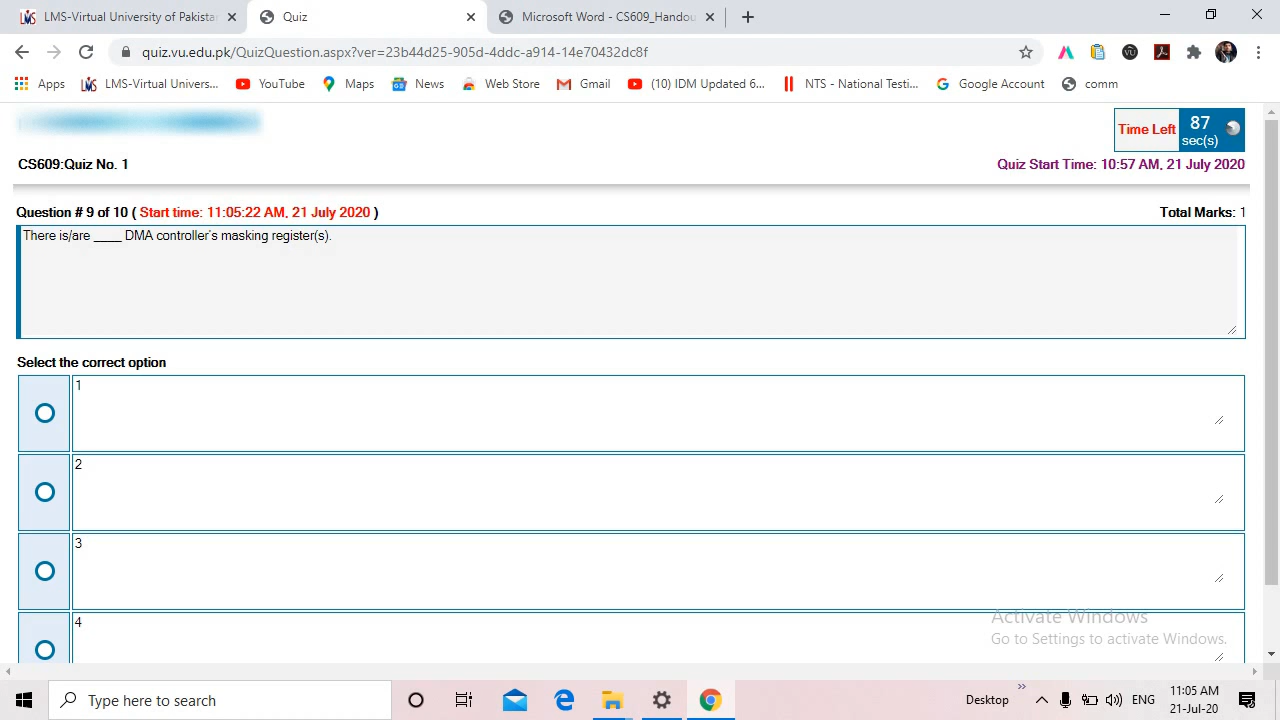 LMS-Virtual University of Pakista
Quiz
Microsoft Word - CS609_Handou
quiz.vu.edu.pk/QuizQuestion.aspx?ver=23b44d25-905d-4ddc-a914-14e70432dc8f
Apps
LMS-Virtual Univers...
YouTube
Maps
News
Web Store
Gmail
(10) IDM Updated 6...
NTS - National Testi...
Google Account
comm
Time Left 87 sec(s)
CS609:Quiz No. 1
Quiz Start Time: 10:57 AM, 21 July 2020
Question # 9 of 10 ( Start time: 11:05:22 AM, 21 July 2020 )
Total Marks: 1
There is/are ____ DMA controller's masking register(s).
Select the correct option
1
2
3
4
Activate Windows
Go to Settings to activate Windows.
Type here to search
Desktop
ENG
11:05 AM
21-Jul-20